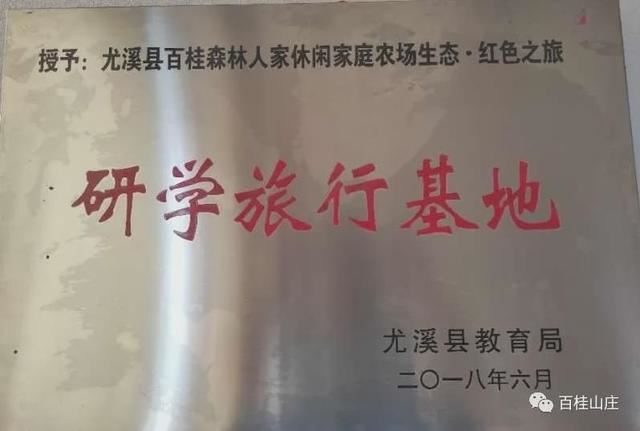 授予：尤溪县百桂森林人家休闲家庭农场生态·红色之旅
研学旅行基地
尤溪县教育局
二〇一八年六月
百桂山庄